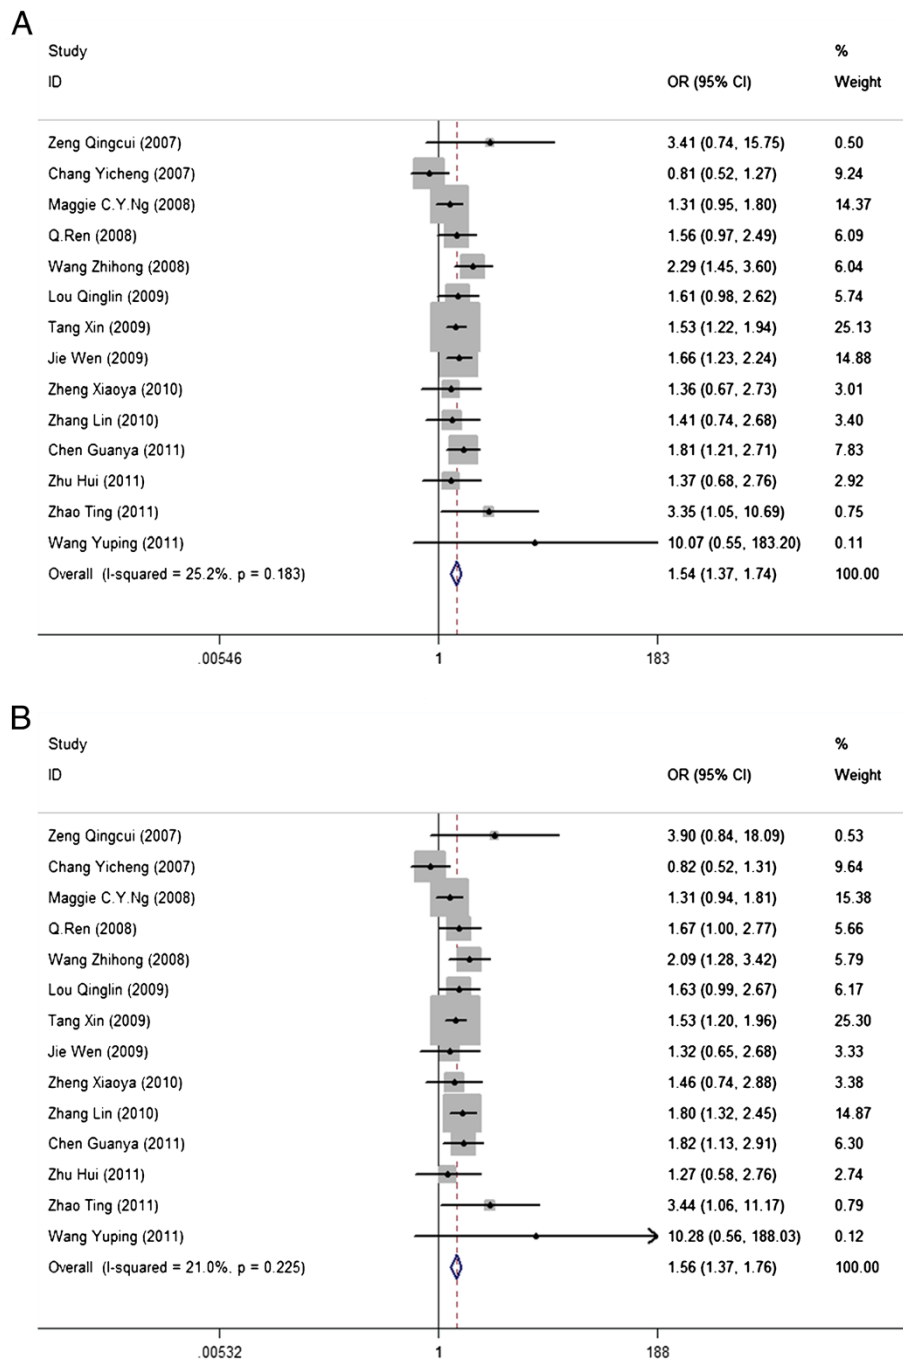 A
Study %
ID OR (95% CI) Weight
Zeng Qingcui (2007) 3.41 (0.74, 15.75) 0.50
Chang Yicheng (2007) 0.81 (0.52, 1.27) 9.24
Maggie C.Y.Ng (2008) 1.31 (0.95, 1.80) 14.37
Q.Ren (2008) 1.56 (0.97, 2.49) 6.09
Wang Zhihong (2008) 2.29 (1.45, 3.60) 6.04
Lou Qinglin (2009) 1.61 (0.98, 2.62) 5.74
Tang Xin (2009) 1.53 (1.22, 1.94) 25.13
Jie Wen (2009) 1.66 (1.23, 2.24) 14.88
Zheng Xiaoya (2010) 1.36 (0.67, 2.73) 3.01
Zhang Lin (2010) 1.41 (0.74, 2.68) 3.40
Chen Guanya (2011) 1.81 (1.21, 2.71) 7.83
Zhu Hui (2011) 1.37 (0.68, 2.76) 2.92
Zhao Ting (2011) 3.35 (1.05, 10.69) 0.75
Wang Yuping (2011) 10.07 (0.55, 183.20) 0.11
Overall (I-squared = 25.2%, p = 0.183) 1.54 (1.37, 1.74) 100.00
.00546 1 183
B
Study %
ID OR (95% CI) Weight
Zeng Qingcui (2007) 3.90 (0.84, 18.09) 0.53
Chang Yicheng (2007) 0.82 (0.52, 1.31) 9.64
Maggie C.Y.Ng (2008) 1.31 (0.94, 1.81) 15.38
Q.Ren (2008) 1.67 (1.00, 2.77) 5.66
Wang Zhihong (2008) 2.09 (1.28, 3.42) 5.79
Lou Qinglin (2009) 1.63 (0.99, 2.67) 6.17
Tang Xin (2009) 1.53 (1.20, 1.96) 25.30
Jie Wen (2009) 1.32 (0.65, 2.68) 3.33
Zheng Xiaoya (2010) 1.46 (0.74, 2.88) 3.38
Zhang Lin (2010) 1.80 (1.32, 2.45) 14.87
Chen Guanya (2011) 1.82 (1.13, 2.91) 6.30
Zhu Hui (2011) 1.27 (0.58, 2.76) 2.74
Zhao Ting (2011) 3.44 (1.06, 11.17) 0.79
Wang Yuping (2011) 10.28 (0.56, 188.03) 0.12
Overall (I-squared = 21.0%, p = 0.225) 1.56 (1.37, 1.76) 100.00
.00532 1 188